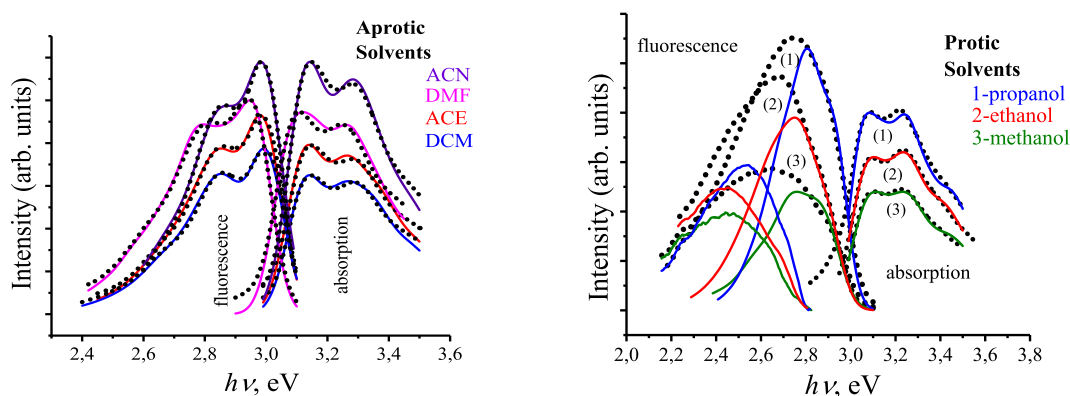 Aprotic
Solvents
ACN
DMF
ACE
DCM
fluorescence
absorption
Intensity (arb. units)
2,4 2,6 2,8 3,0 3,2 3,4 3,6
hν, eV
fluorescence
Protic
Solvents
1-propanol
2-ethanol
3-methanol
(1)
(2)
(3)
(1)
(2)
(3)
absorption
Intensity (arb. units)
2,0 2,2 2,4 2,6 2,8 3,0 3,2 3,4 3,6 3,8
hν, eV